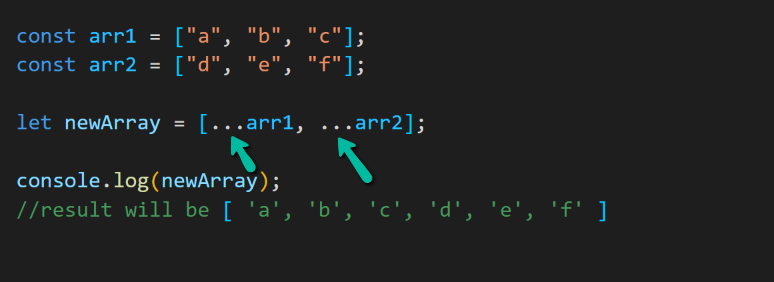 const arr1 = ["a", "b", "c"];
const arr2 = ["d", "e", "f"];
let newArray = [...arr1, ...arr2];
console.log(newArray);
//result will be [ 'a', 'b', 'c', 'd', 'e', 'f' ]